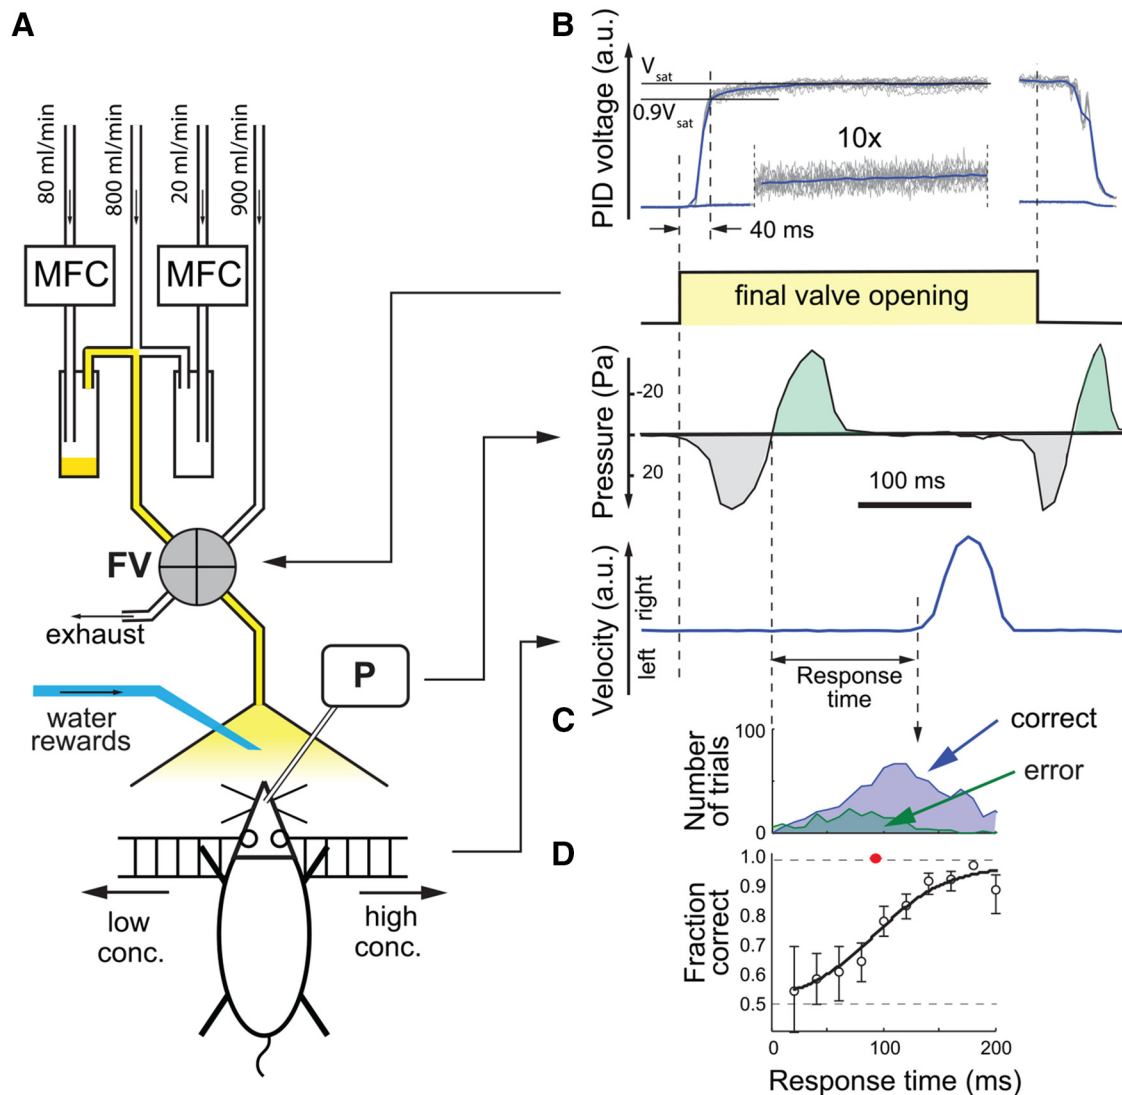 A
80 ml/min
800 ml/min
20 ml/min
900 ml/min
MFC
MFC
FV
exhaust
P
water
rewards
low
conc.
high
conc.
B
PID voltage (a.u.)
Vsat
0.9Vsat
10x
40 ms
final valve opening
Pressure (Pa)
-20
20
100 ms
Velocity (a.u.)
right
left
Response
time
C
Number
of trials
100
0
correct
error
D
Fraction
correct
1.0
0.9
0.8
0.7
0.6
0.5
0
100
200
Response time (ms)